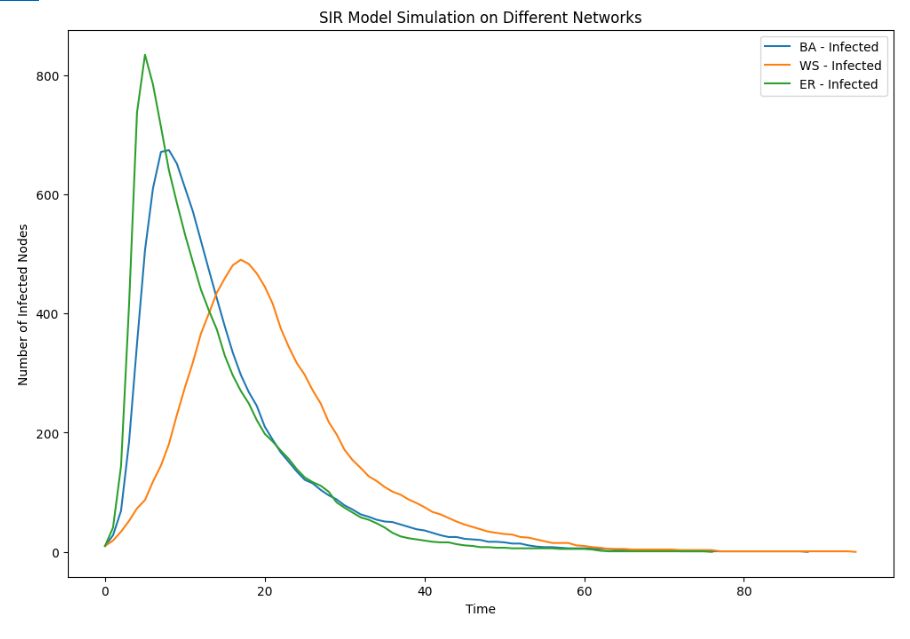 SIR Model Simulation on Different Networks
BA - Infected
WS - Infected
ER - Infected
Number of Infected Nodes
800
600
400
200
0
0 20 40 60 80
Time